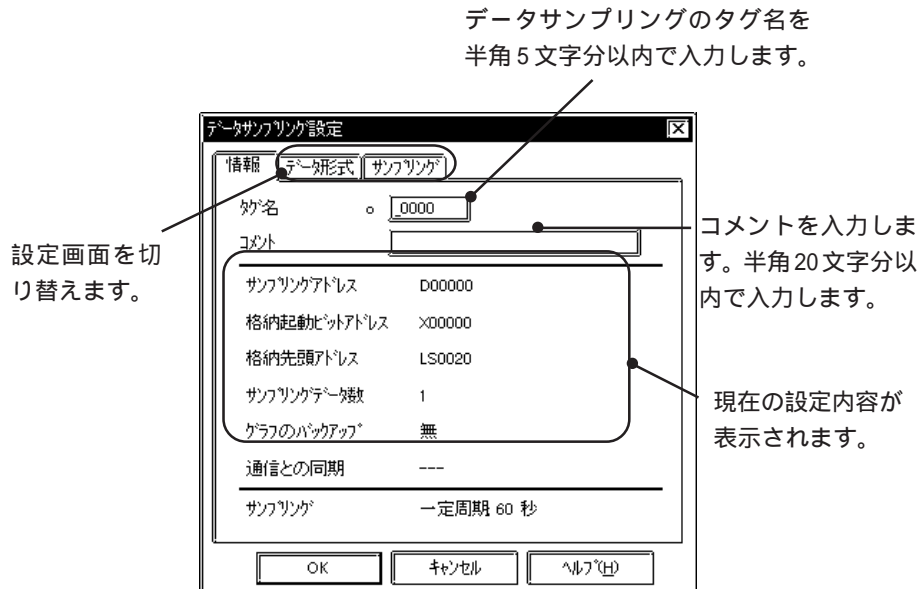 データサンプリングのタグ名を
半角5文字分以内で入力します。
ﾃﾞｰﾀｻﾝﾌﾟﾘﾝｸﾞ設定
情報 ﾃﾞｰﾀ形式 ｻﾝﾌﾟﾘﾝｸﾞ
ﾀｸﾞ名 o _0000
ｺﾒﾝﾄ
ｻﾝﾌﾟﾘﾝｸﾞｱﾄﾞﾚｽ D00000
格納起動ﾋﾞｯﾄｱﾄﾞﾚｽ X00000
格納先頭ｱﾄﾞﾚｽ LS0020
ｻﾝﾌﾟﾘﾝｸﾞﾃﾞｰﾀ数 1
ｸﾞﾗﾌのﾊﾞｯｸｱｯﾌﾟ 無
通信との同期 ---
ｻﾝﾌﾟﾘﾝｸﾞ 一定周期 60 秒
OK ｷｬﾝｾﾙ ﾍﾙﾌﾟ(H)
設定画面を切
り替えます。
コメントを入力しま
す。半角20文字分以
内で入力します。
現在の設定内容が
表示されます。